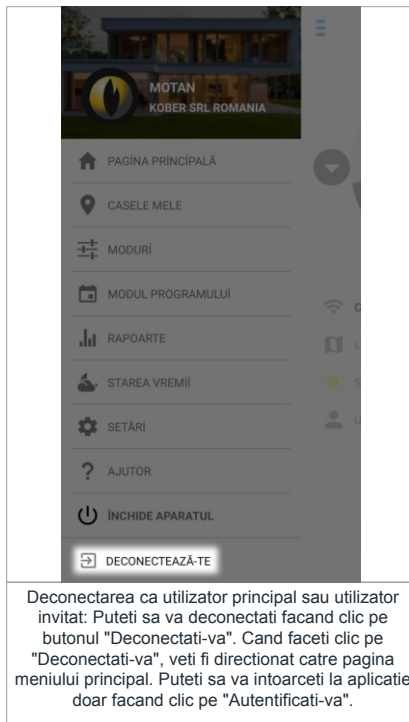 MOTAN
KOBER SRL ROMANIA
PAGINA PRINCIPALĂ
CASELE MELE
MODURI
MODUL PROGRAMULUI
RAPOARTE
STAREA VREMII
SETĂRI
? AJUTOR
ÎNCHIDE APARATUL
DECONECTEAZĂ-TE
C
L
S
U
Deconectarea ca utilizator principal sau utilizator
invitat: Puteti sa va deconectati facand clic pe
butonul "Deconectati-va". Cand faceti clic pe
"Deconectati-va", veti fi directionat catre pagina
meniului principal. Puteti sa va intoarceti la aplicatie
doar facand clic pe "Autentificati-va".